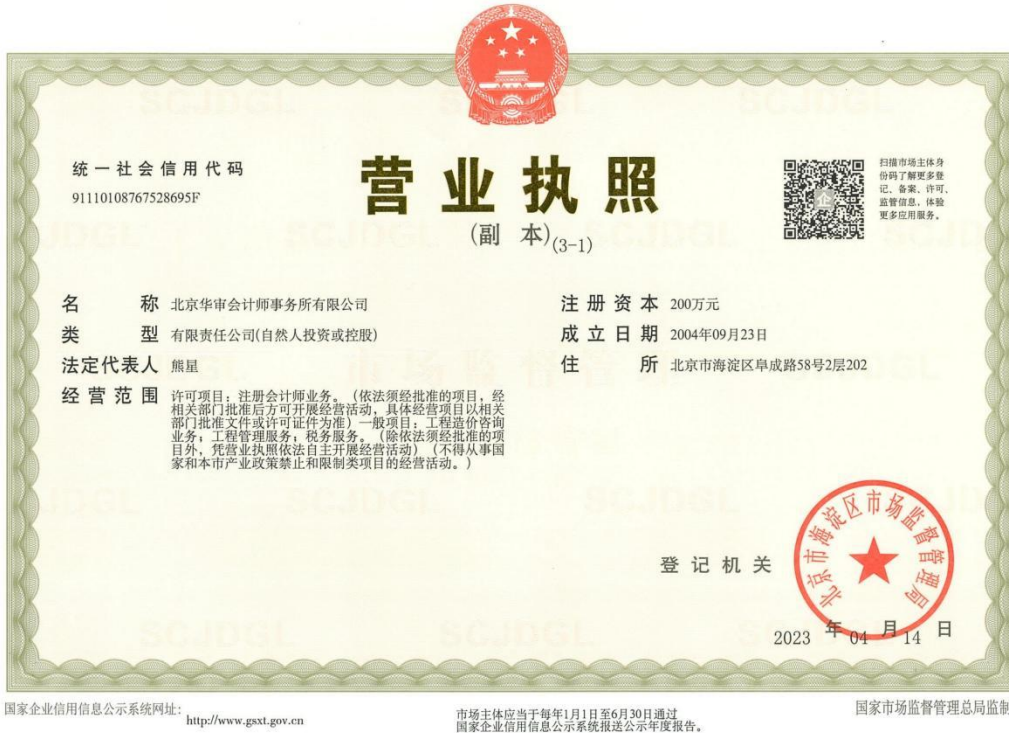 统一社会信用代码
91110108767528695F
营业执照
(副 本)(3-1)
扫描市场主体身
份码了解更多登
记、备案、许可、
监管信息，体验
更多应用服务。
名 称 北京华审会计师事务所有限公司
类 型 有限责任公司(自然人投资或控股)
法定代表人 熊星
经营范围 许可项目：注册会计师业务。（依法须经批准的项目，经
相关部门批准后方可开展经营活动，具体经营项目以相关
部门批准文件或许可证件为准）一般项目：工程造价咨询
业务；工程管理服务；税务服务。（除依法须经批准的项
目外，凭营业执照依法自主开展经营活动）（不得从事国
家和本市产业政策禁止和限制类项目的经营活动。）
注册资本 200万元
成立日期 2004年09月23日
住 所 北京市海淀区阜成路58号2层202
登记机关
北京市海淀区市场监督管理局
2023 年 04 月 14 日
国家企业信用信息公示系统网址：
http://www.gsxt.gov.cn
市场主体应当于每年1月1日至6月30日通过
国家企业信用信息公示系统报送公示年度报告。
国家市场监督管理总局监制
SCJDGL